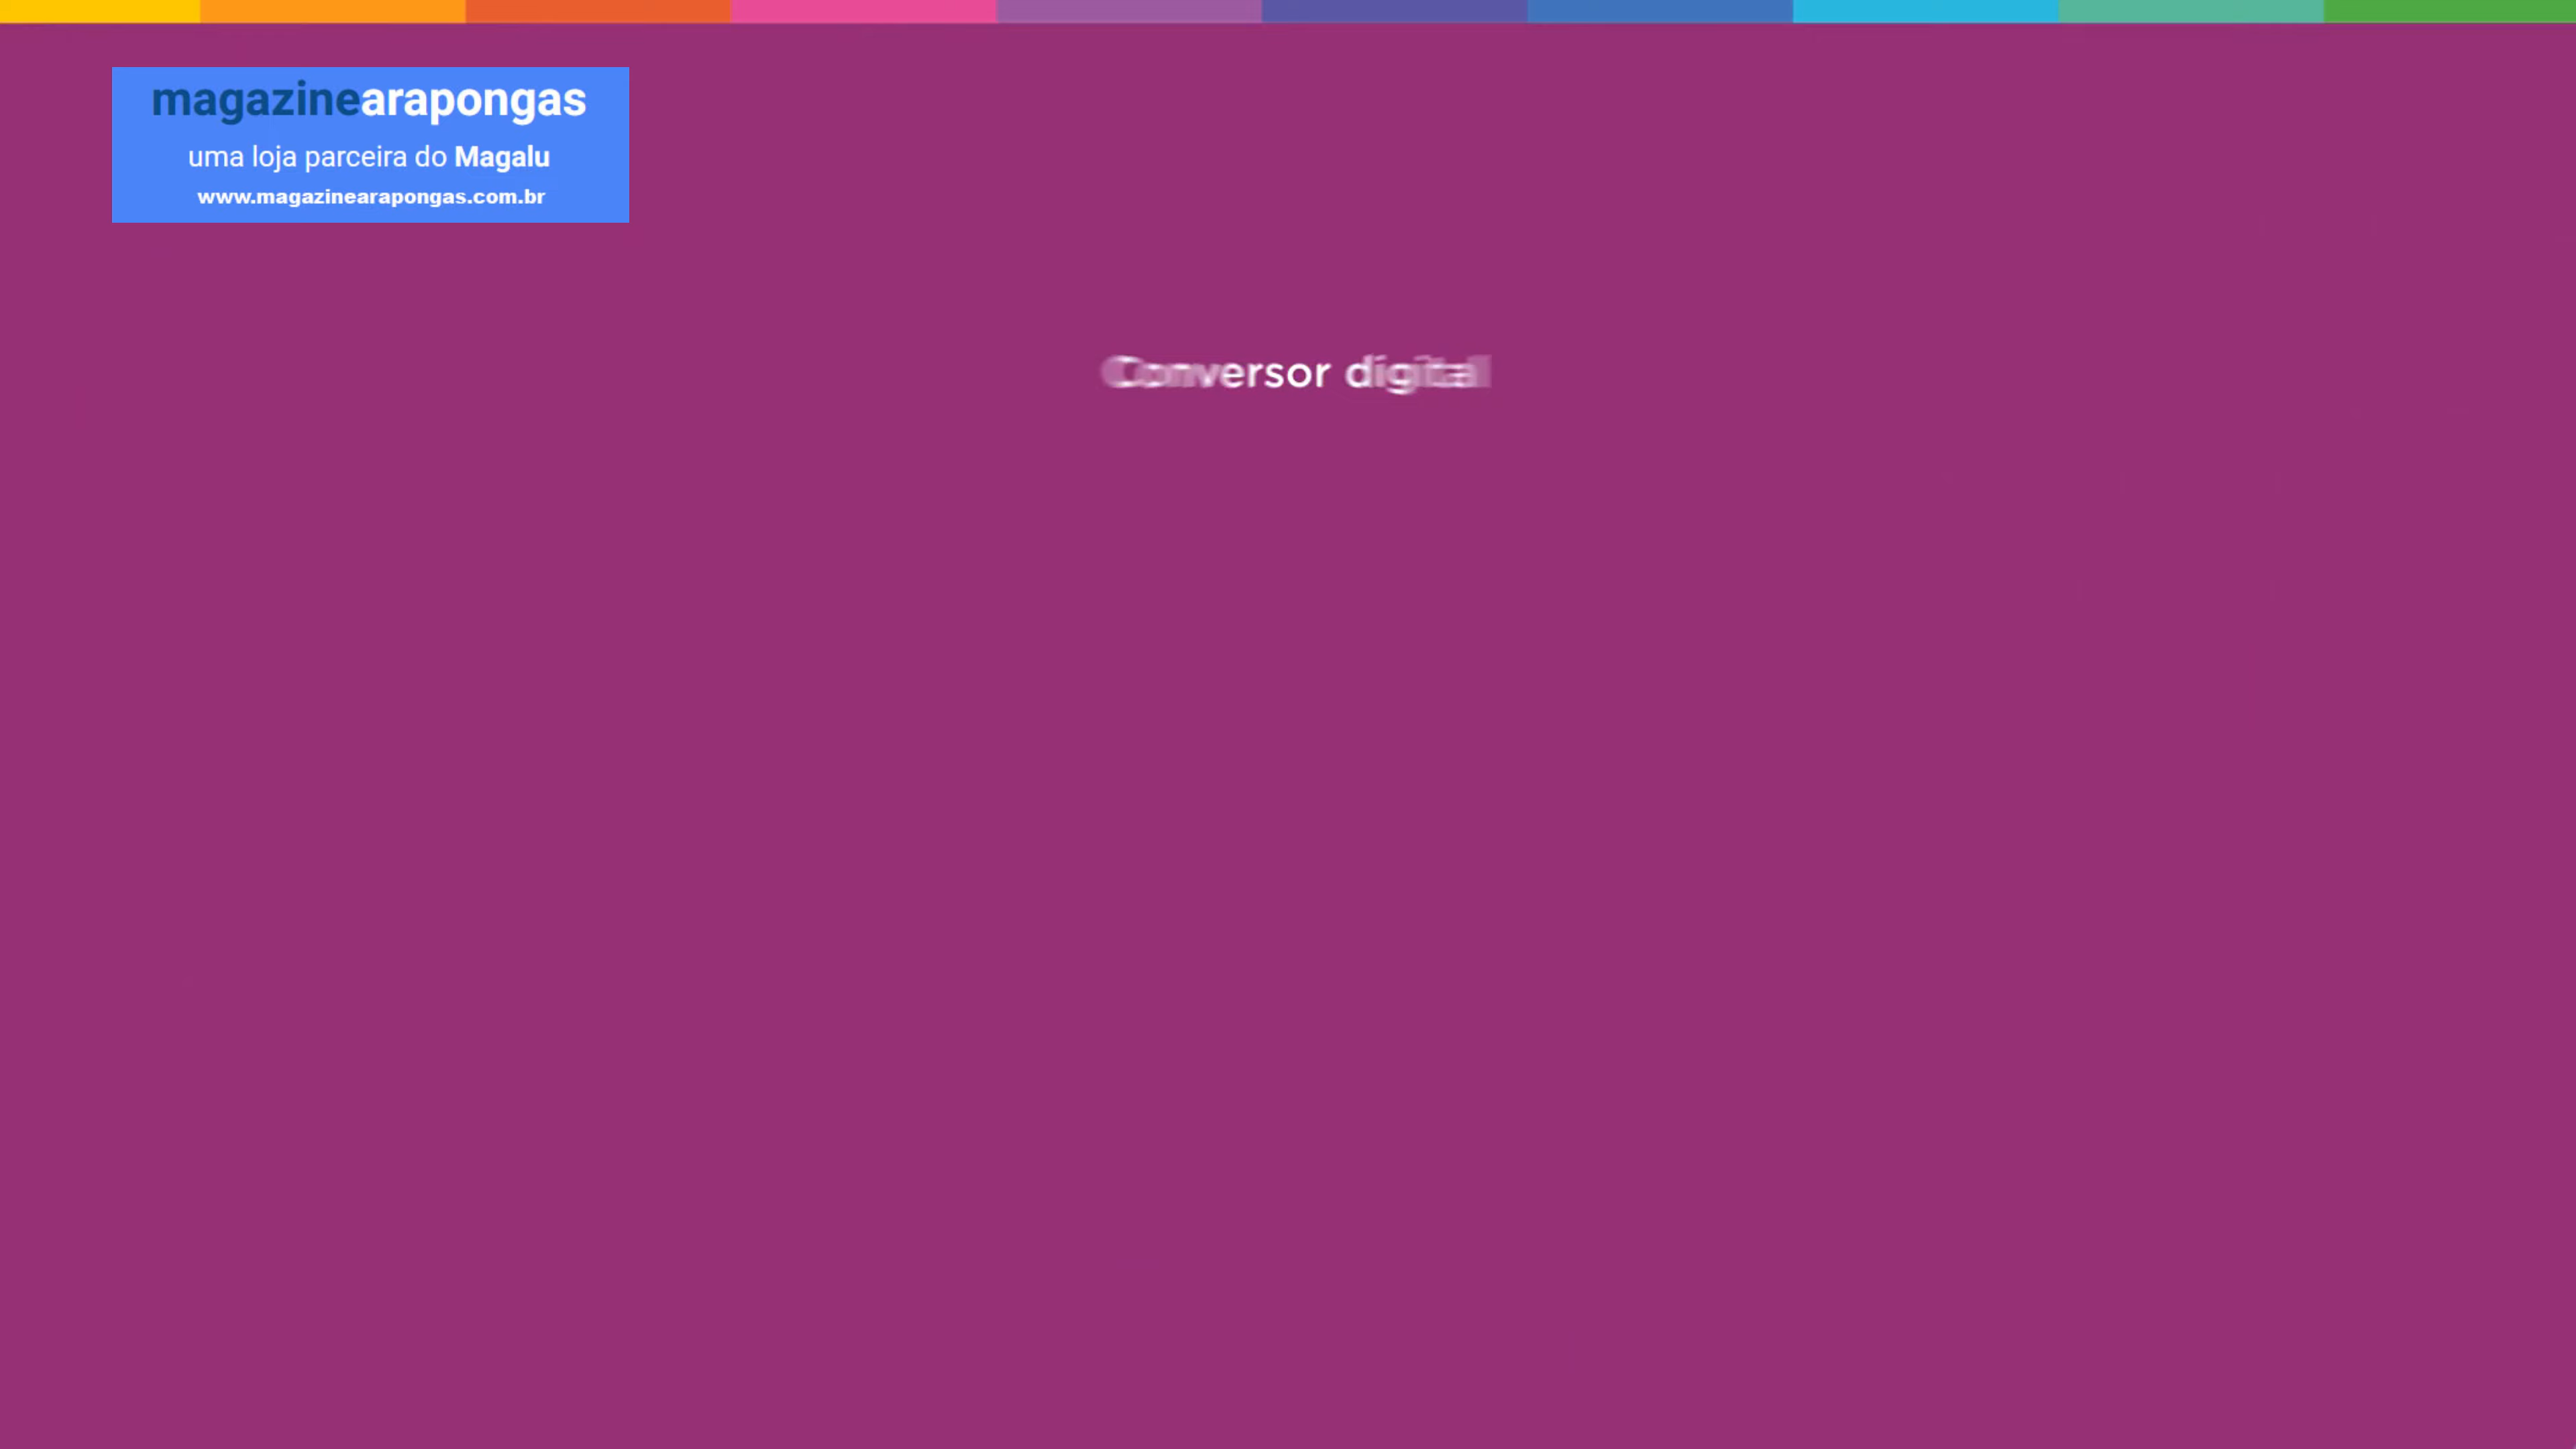 magazinearapongas
uma loja parceira do Magalu
www.magazinearapongas.com.br
Conversor digital